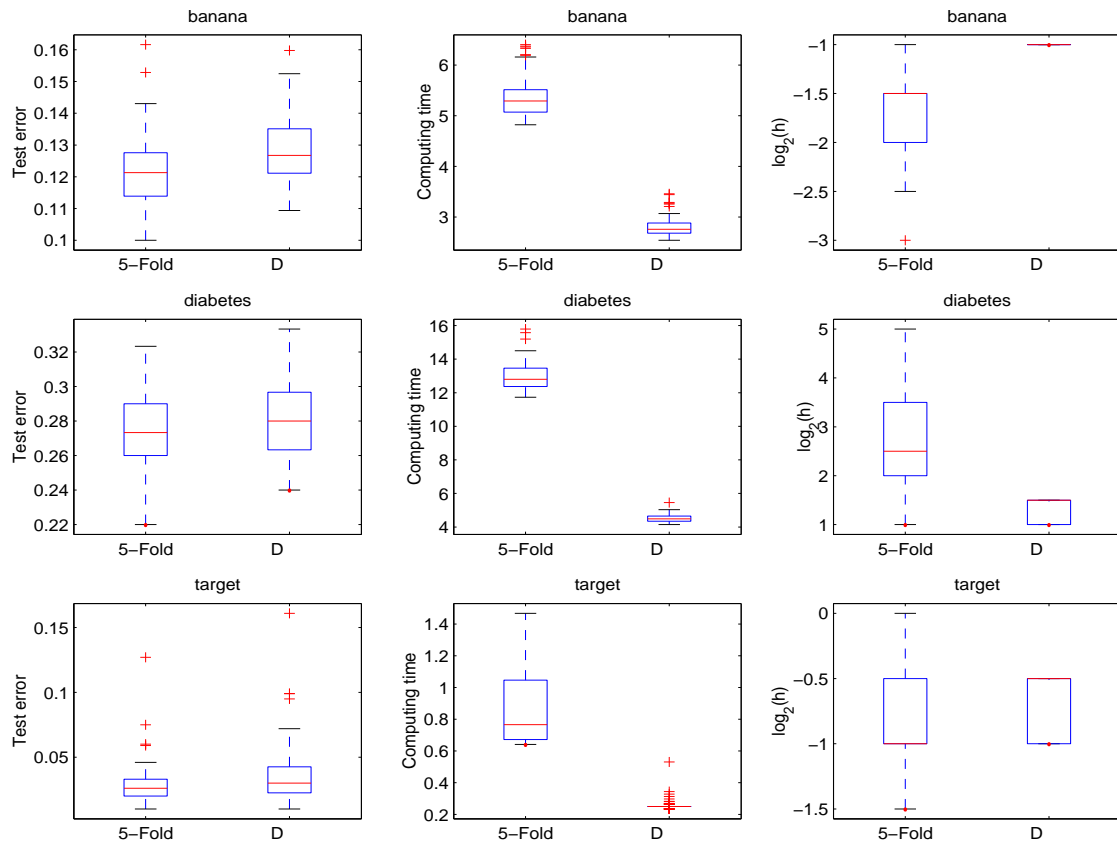 banana
Test error
0.16
0.15
0.14
0.13
0.12
0.11
0.1
5−Fold
D
banana
Computing time
6
5
4
3
5−Fold
D
banana
log2(h)
−1
−1.5
−2
−2.5
−3
5−Fold
D
diabetes
Test error
0.32
0.3
0.28
0.26
0.24
0.22
5−Fold
D
diabetes
Computing time
16
14
12
10
8
6
4
5−Fold
D
diabetes
log2(h)
5
4
3
2
1
5−Fold
D
target
Test error
0.15
0.1
0.05
5−Fold
D
target
Computing time
1.4
1.2
1
0.8
0.6
0.4
0.2
5−Fold
D
target
log2(h)
0
−0.5
−1
−1.5
5−Fold
D